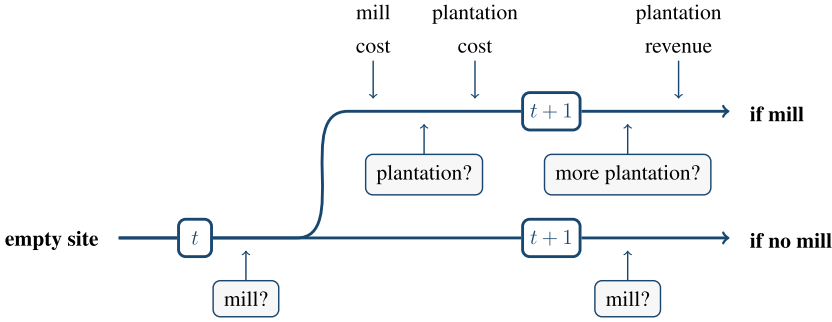 mill
cost
plantation
cost
plantation
revenue
t + 1
if mill
plantation?
more plantation?
empty site
t
t + 1
if no mill
mill?
mill?